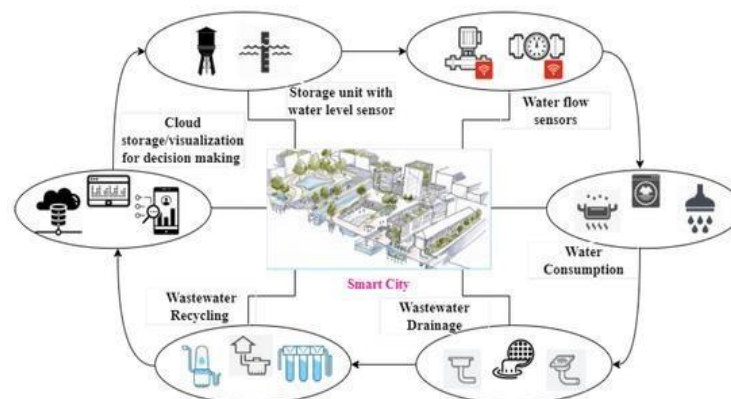 Storage unit with
water level sensor
Water flow
sensors
Cloud
storage/visualization
for decision making
Water
Consumption
Smart City
Wastewater
Recycling
Wastewater
Drainage